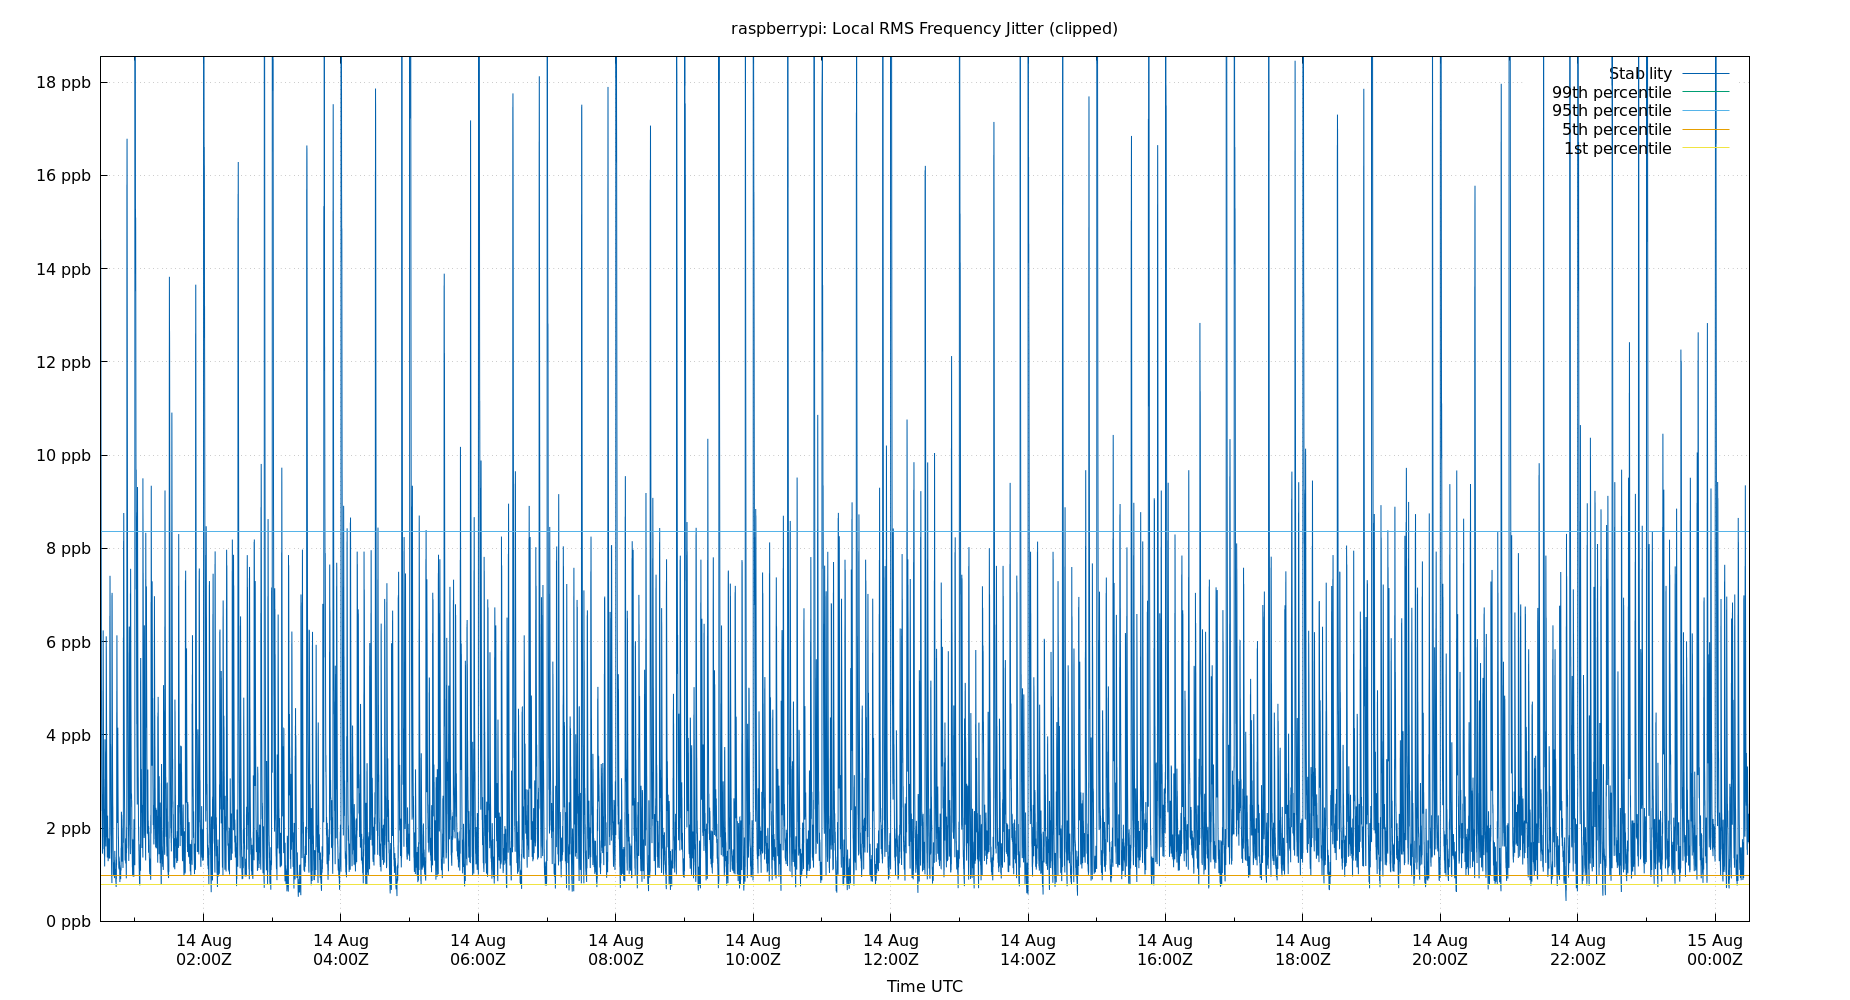 raspberrypi: Local RMS Frequency Jitter (clipped)
18 ppb
16 ppb
14 ppb
12 ppb
10 ppb
8 ppb
6 ppb
4 ppb
2 ppb
0 ppb
Stability
99th percentile
95th percentile
5th percentile
1st percentile
14 Aug 14 Aug 14 Aug 14 Aug 14 Aug 14 Aug 14 Aug 14 Aug 14 Aug 14 Aug 14 Aug 15 Aug
02:00Z 04:00Z 06:00Z 08:00Z 10:00Z 12:00Z 14:00Z 16:00Z 18:00Z 20:00Z 22:00Z 00:00Z
Time UTC